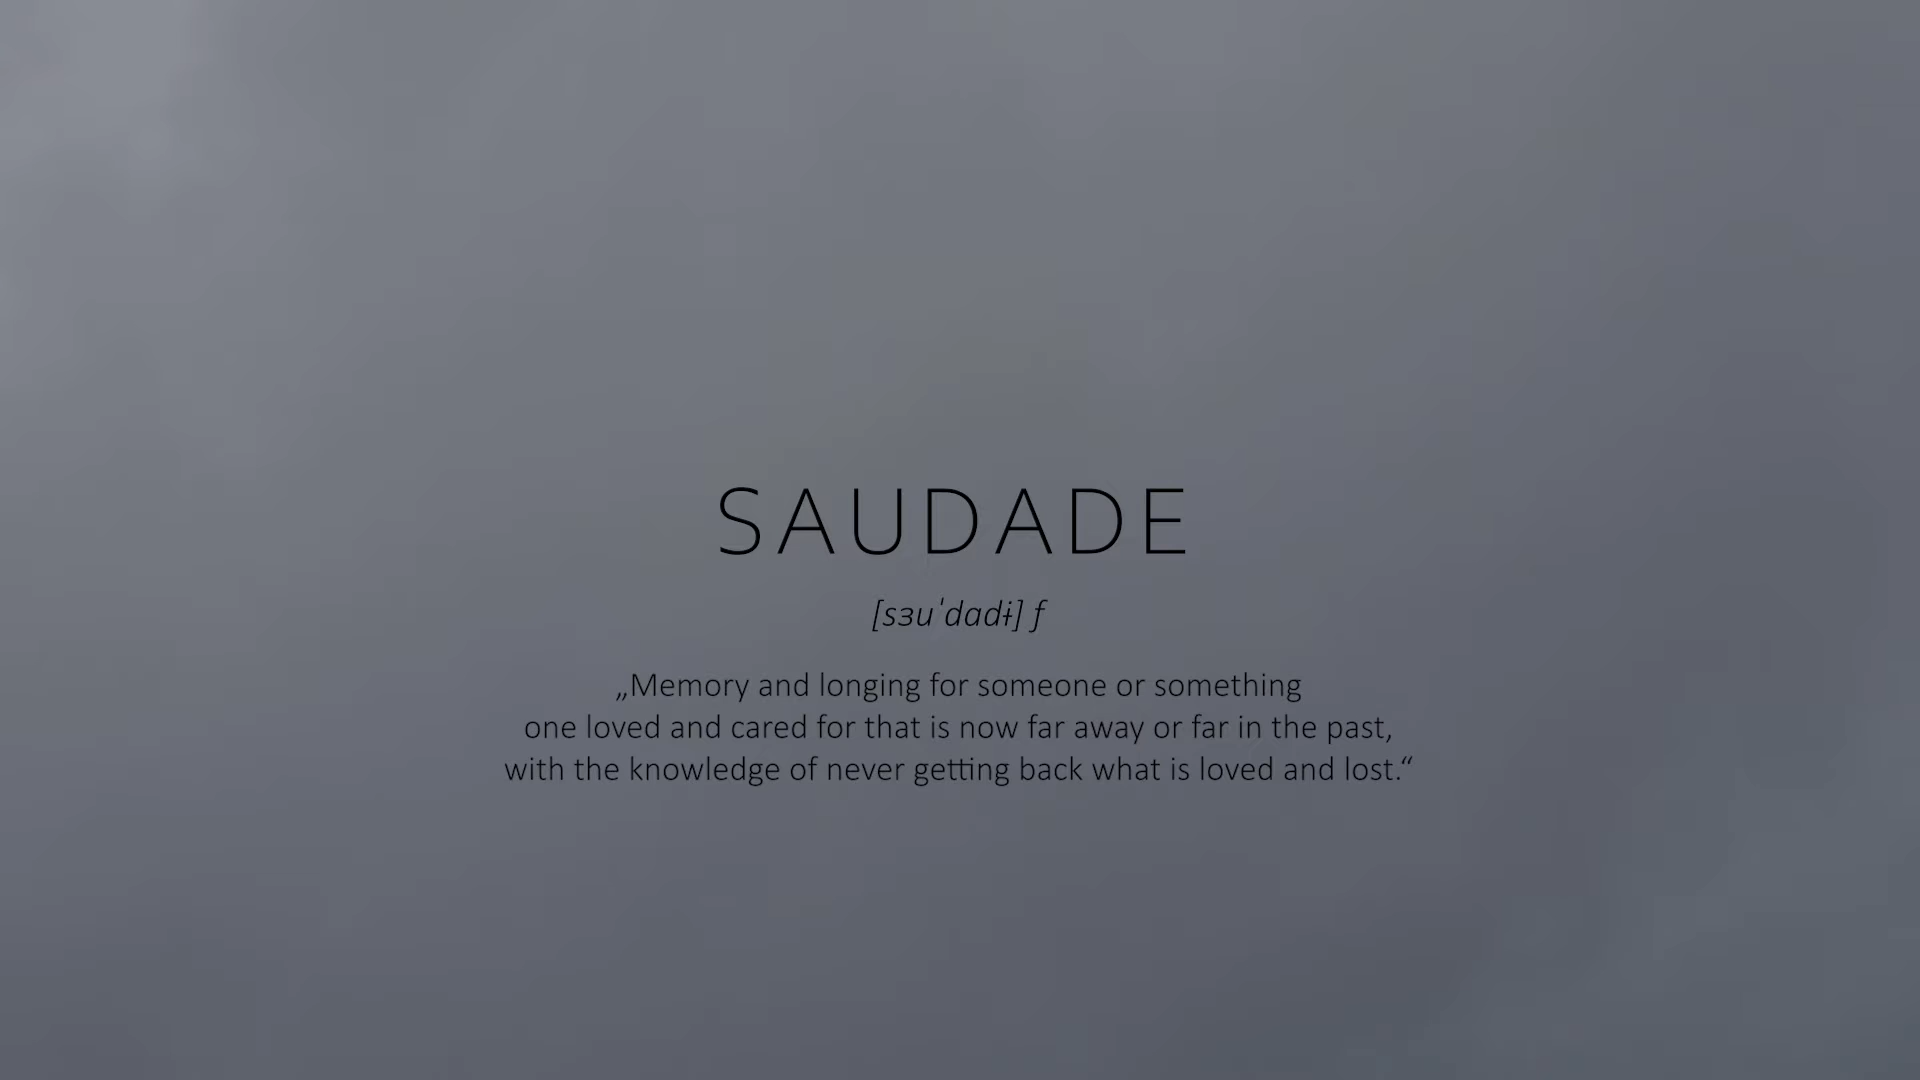 SAUDADE
[sɜuˈdadɨ] f
„Memory and longing for someone or something
one loved and cared for that is now far away or far in the past,
with the knowledge of never getting back what is loved and lost.“